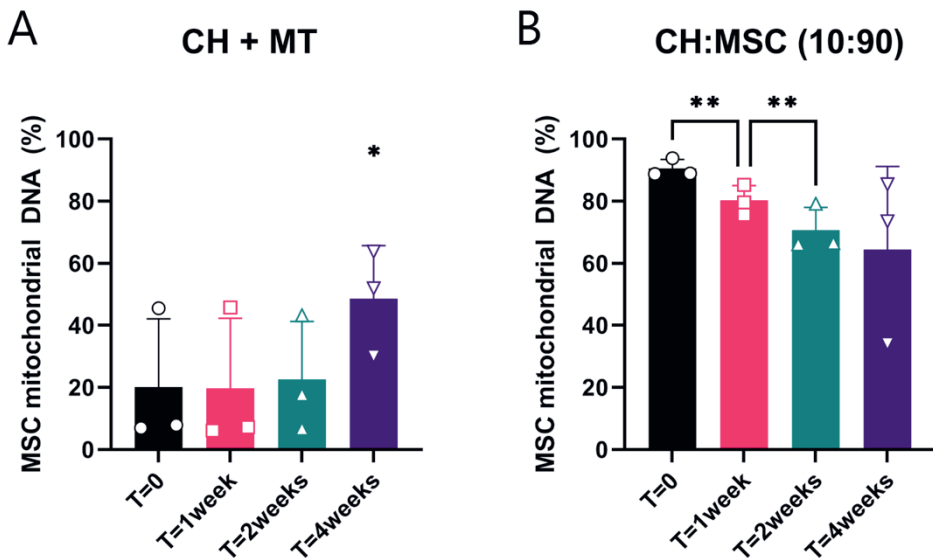 A
CH + MT
MSC mitochondrial DNA (%)
100
80
60
40
20
0
*
T=0
T=1week
T=2weeks
T=4weeks
B
CH:MSC (10:90)
MSC mitochondrial DNA (%)
100
80
60
40
20
0
**
**
T=0
T=1week
T=2weeks
T=4weeks